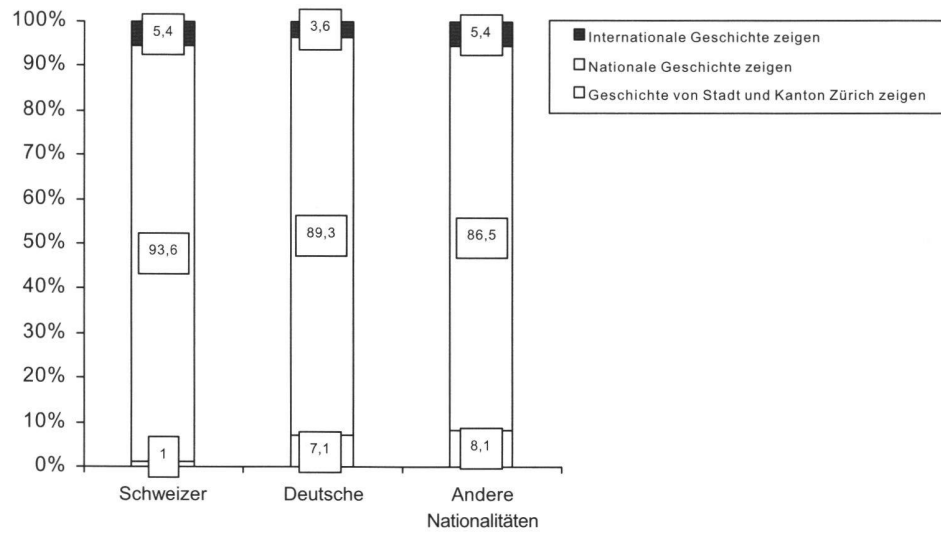 100%
90%
80%
70%
60%
50%
40%
30%
20%
10%
0%
5,4
3,6
5,4
93,6
89,3
86,5
1
7,1
8,1
Schweizer
Deutsche
Andere
Nationalitäten
Internationale Geschichte zeigen
Nationale Geschichte zeigen
Geschichte von Stadt und Kanton Zürich zeigen